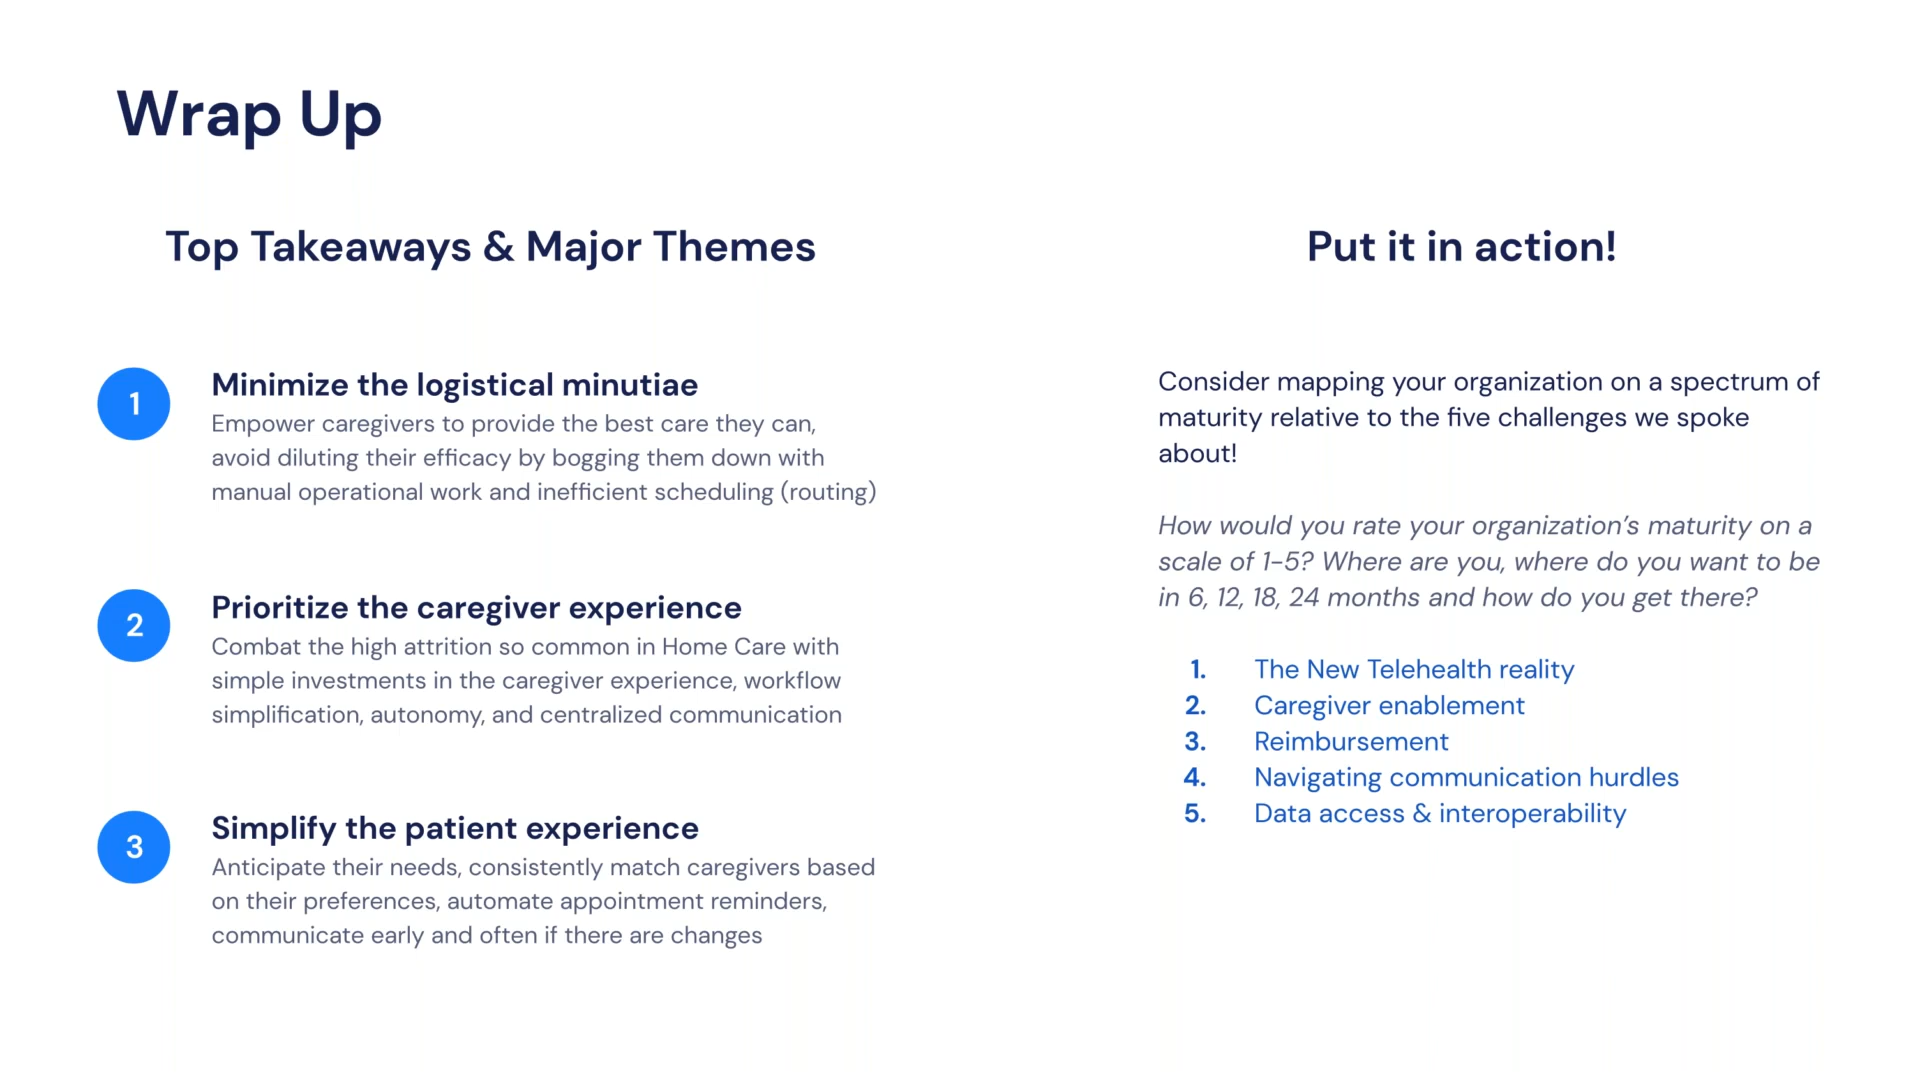 Wrap Up
Top Takeaways & Major Themes
1
Minimize the logistical minutiae
Empower caregivers to provide the best care they can,
avoid diluting their efficacy by bogging them down with
manual operational work and inefficient scheduling (routing)
2
Prioritize the caregiver experience
Combat the high attrition so common in Home Care with
simple investments in the caregiver experience, workflow
simplification, autonomy, and centralized communication
3
Simplify the patient experience
Anticipate their needs, consistently match caregivers based
on their preferences, automate appointment reminders,
communicate early and often if there are changes
Put it in action!
Consider mapping your organization on a spectrum of
maturity relative to the five challenges we spoke
about!
How would you rate your organization’s maturity on a
scale of 1-5? Where are you, where do you want to be
in 6, 12, 18, 24 months and how do you get there?
1. The New Telehealth reality
2. Caregiver enablement
3. Reimbursement
4. Navigating communication hurdles
5. Data access & interoperability